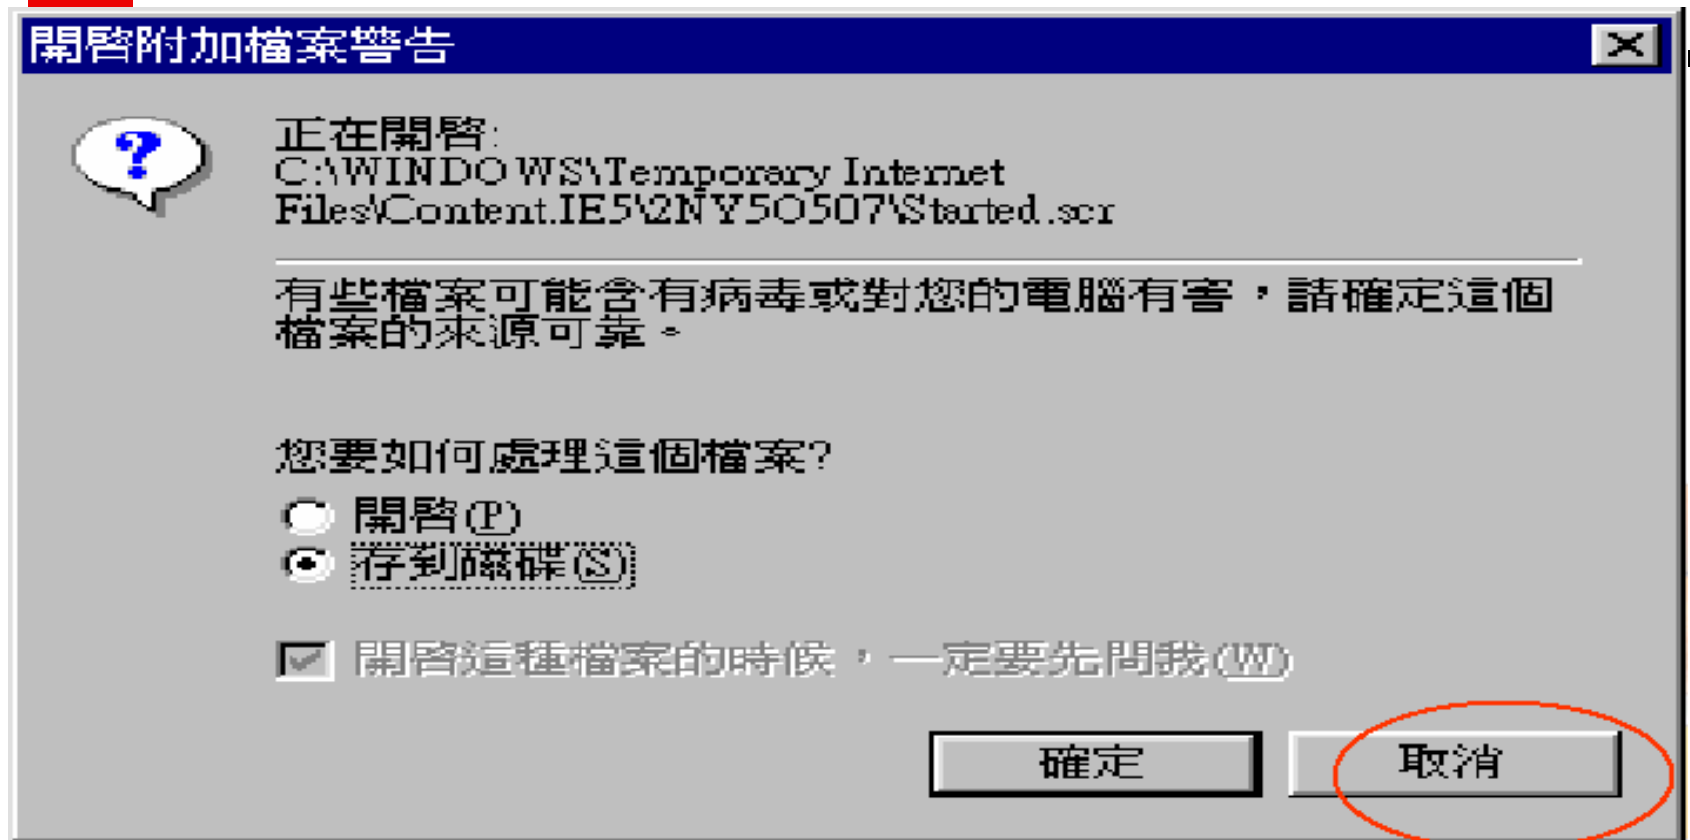 開啓附加檔案警告
正在開啓:
C:\WINDOWS\Temporary Internet
Files\Content.IE5\2NY5O507\Started.scr
有些檔案可能含有病毒或對您的電腦有害，請確定這個
檔案的來源可靠。
您要如何處理這個檔案?
開啓(P)
存到磁碟(S)
開啓這種檔案的時候，一定要先問我(W)
確定
取消